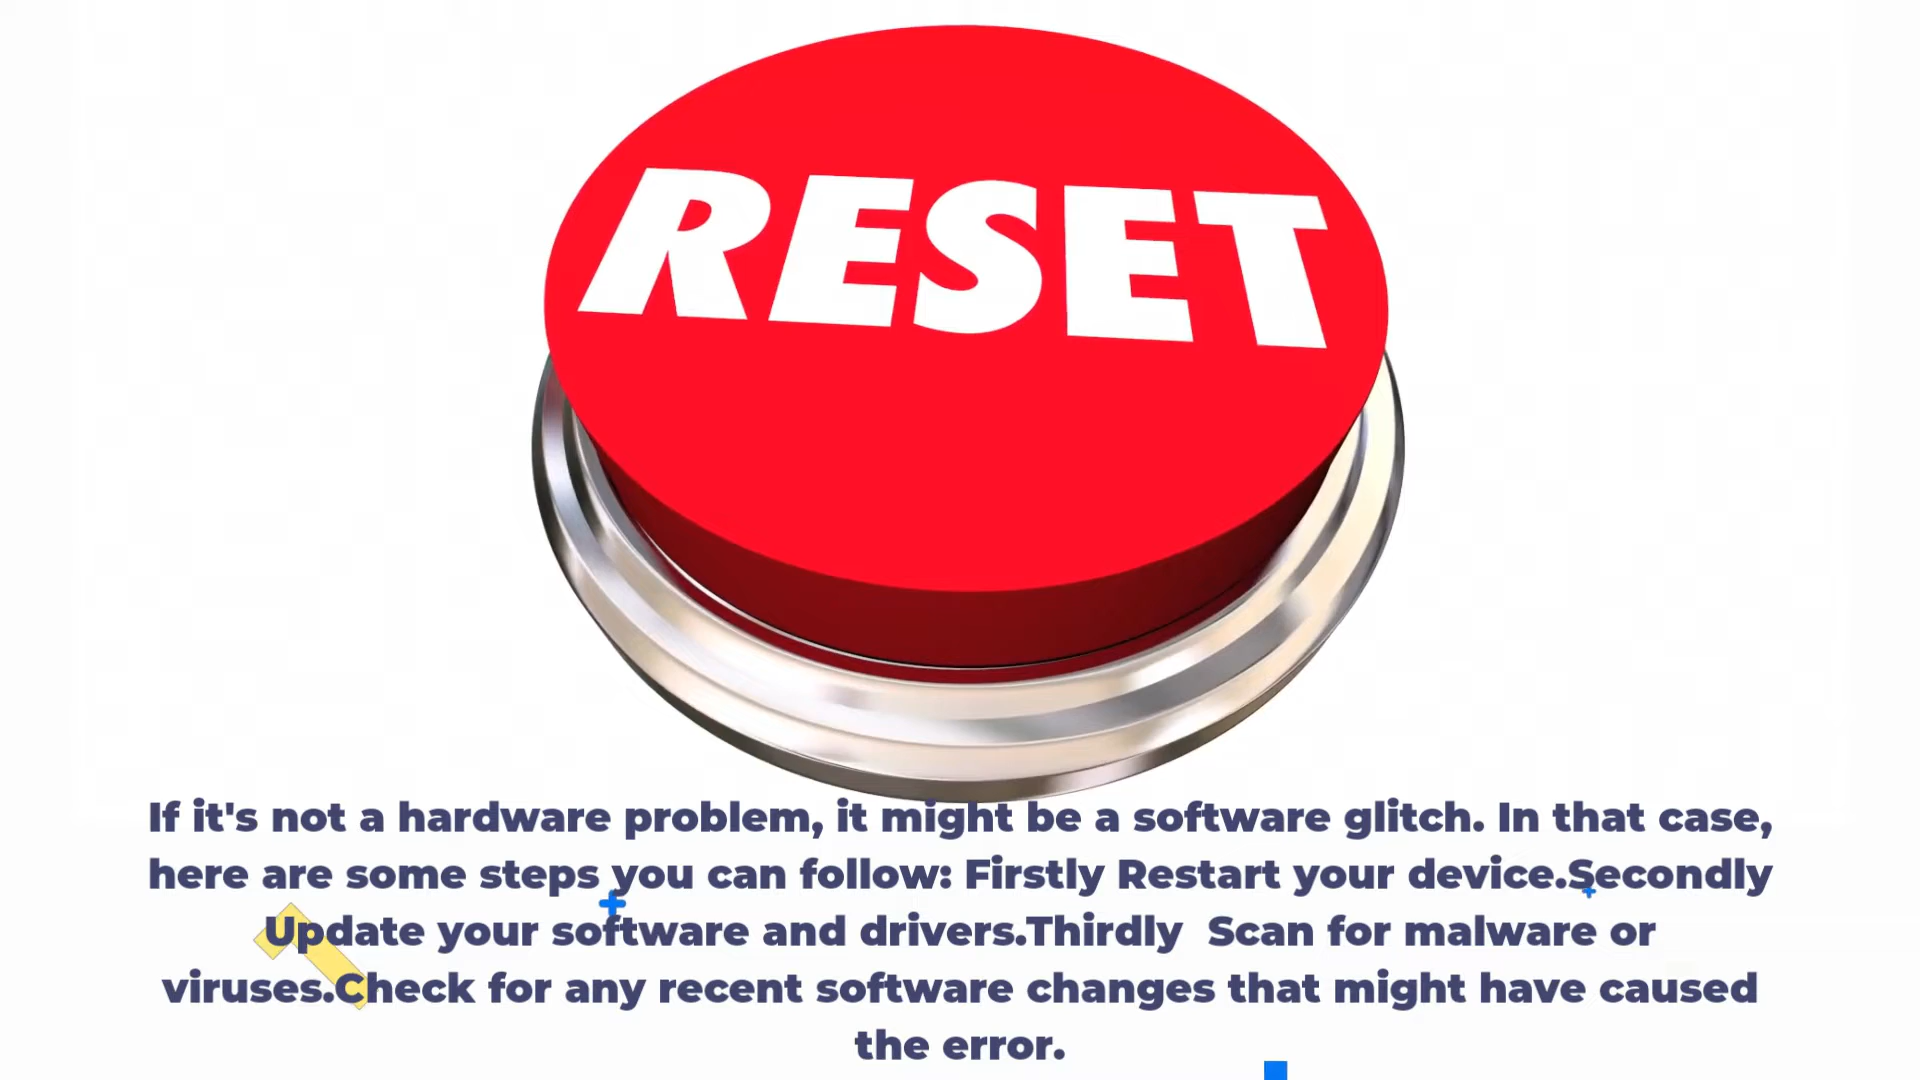 RESET
If it's not a hardware problem, it might be a software glitch. In that case,
here are some steps you can follow: Firstly Restart your device.Secondly
Update your software and drivers.Thirdly  Scan for malware or
viruses.Check for any recent software changes that might have caused
the error.